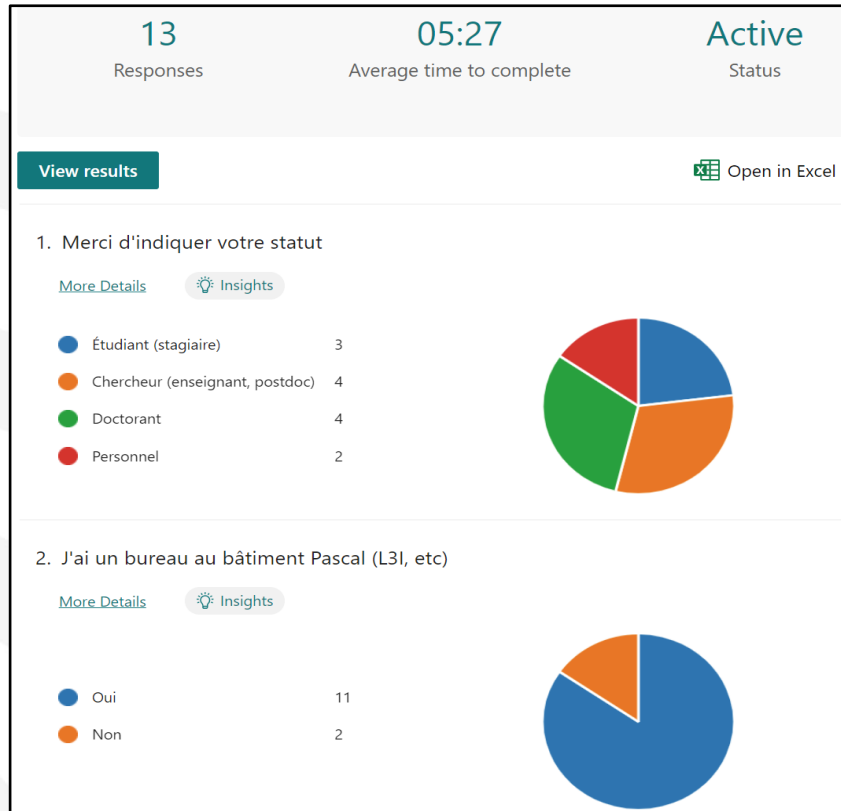 13 05:27 Active
Responses Average time to complete Status
View results Open in Excel
1. Merci d'indiquer votre statut
More Details Insights
Étudiant (stagiaire) 3
Chercheur (enseignant, postdoc) 4
Doctorant 4
Personnel 2
2. J'ai un bureau au bâtiment Pascal (L3I, etc)
More Details Insights
Oui 11
Non 2